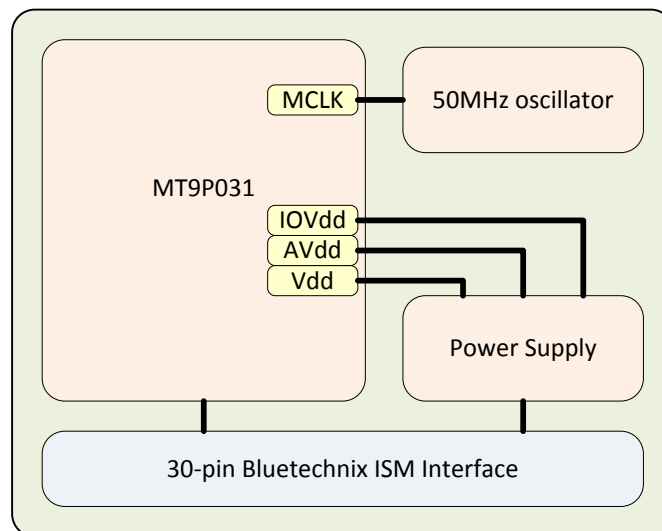 MCLK
50MHz oscillator
MT9P031
IOVdd
AVdd
Vdd
Power Supply
30-pin Bluetechnix ISM Interface